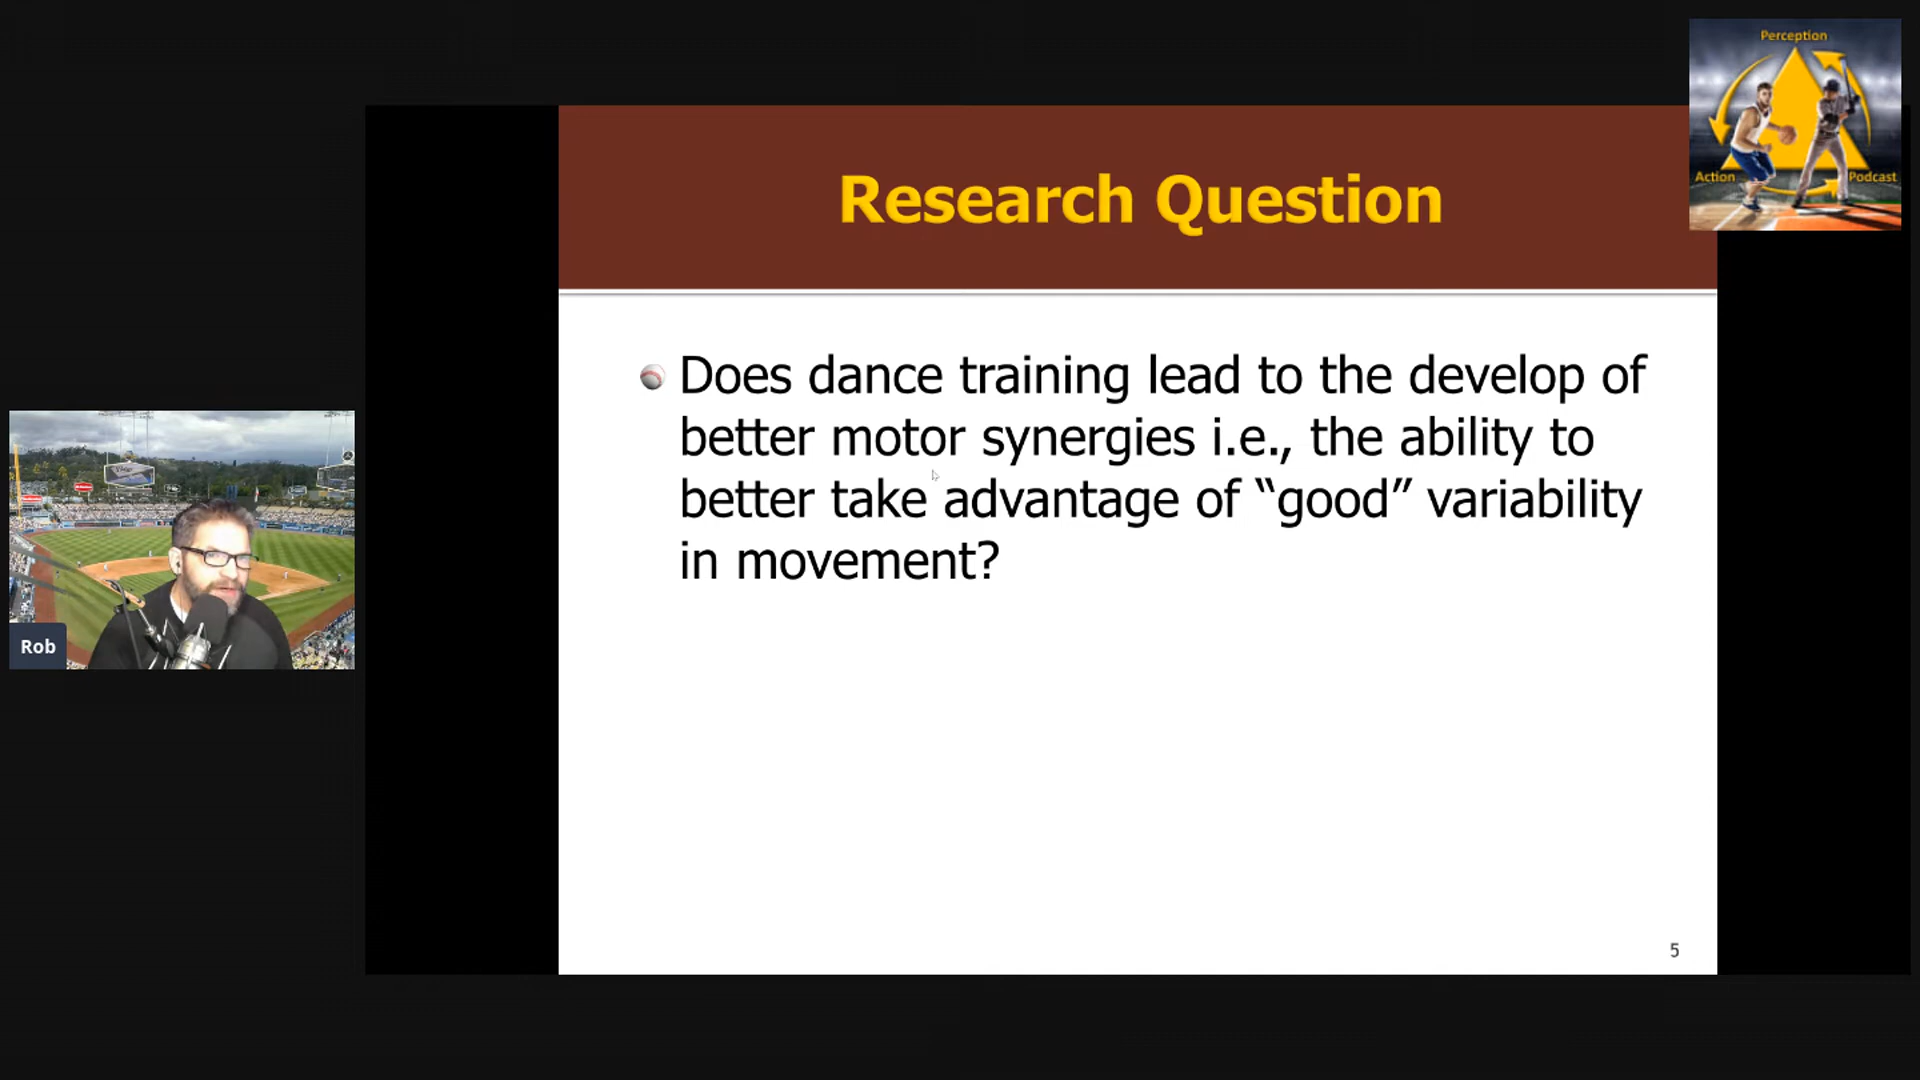 Perception
Action
Podcast
Research Question
Does dance training lead to the develop of
better motor synergies i.e., the ability to
better take advantage of “good” variability
in movement?
Rob
5